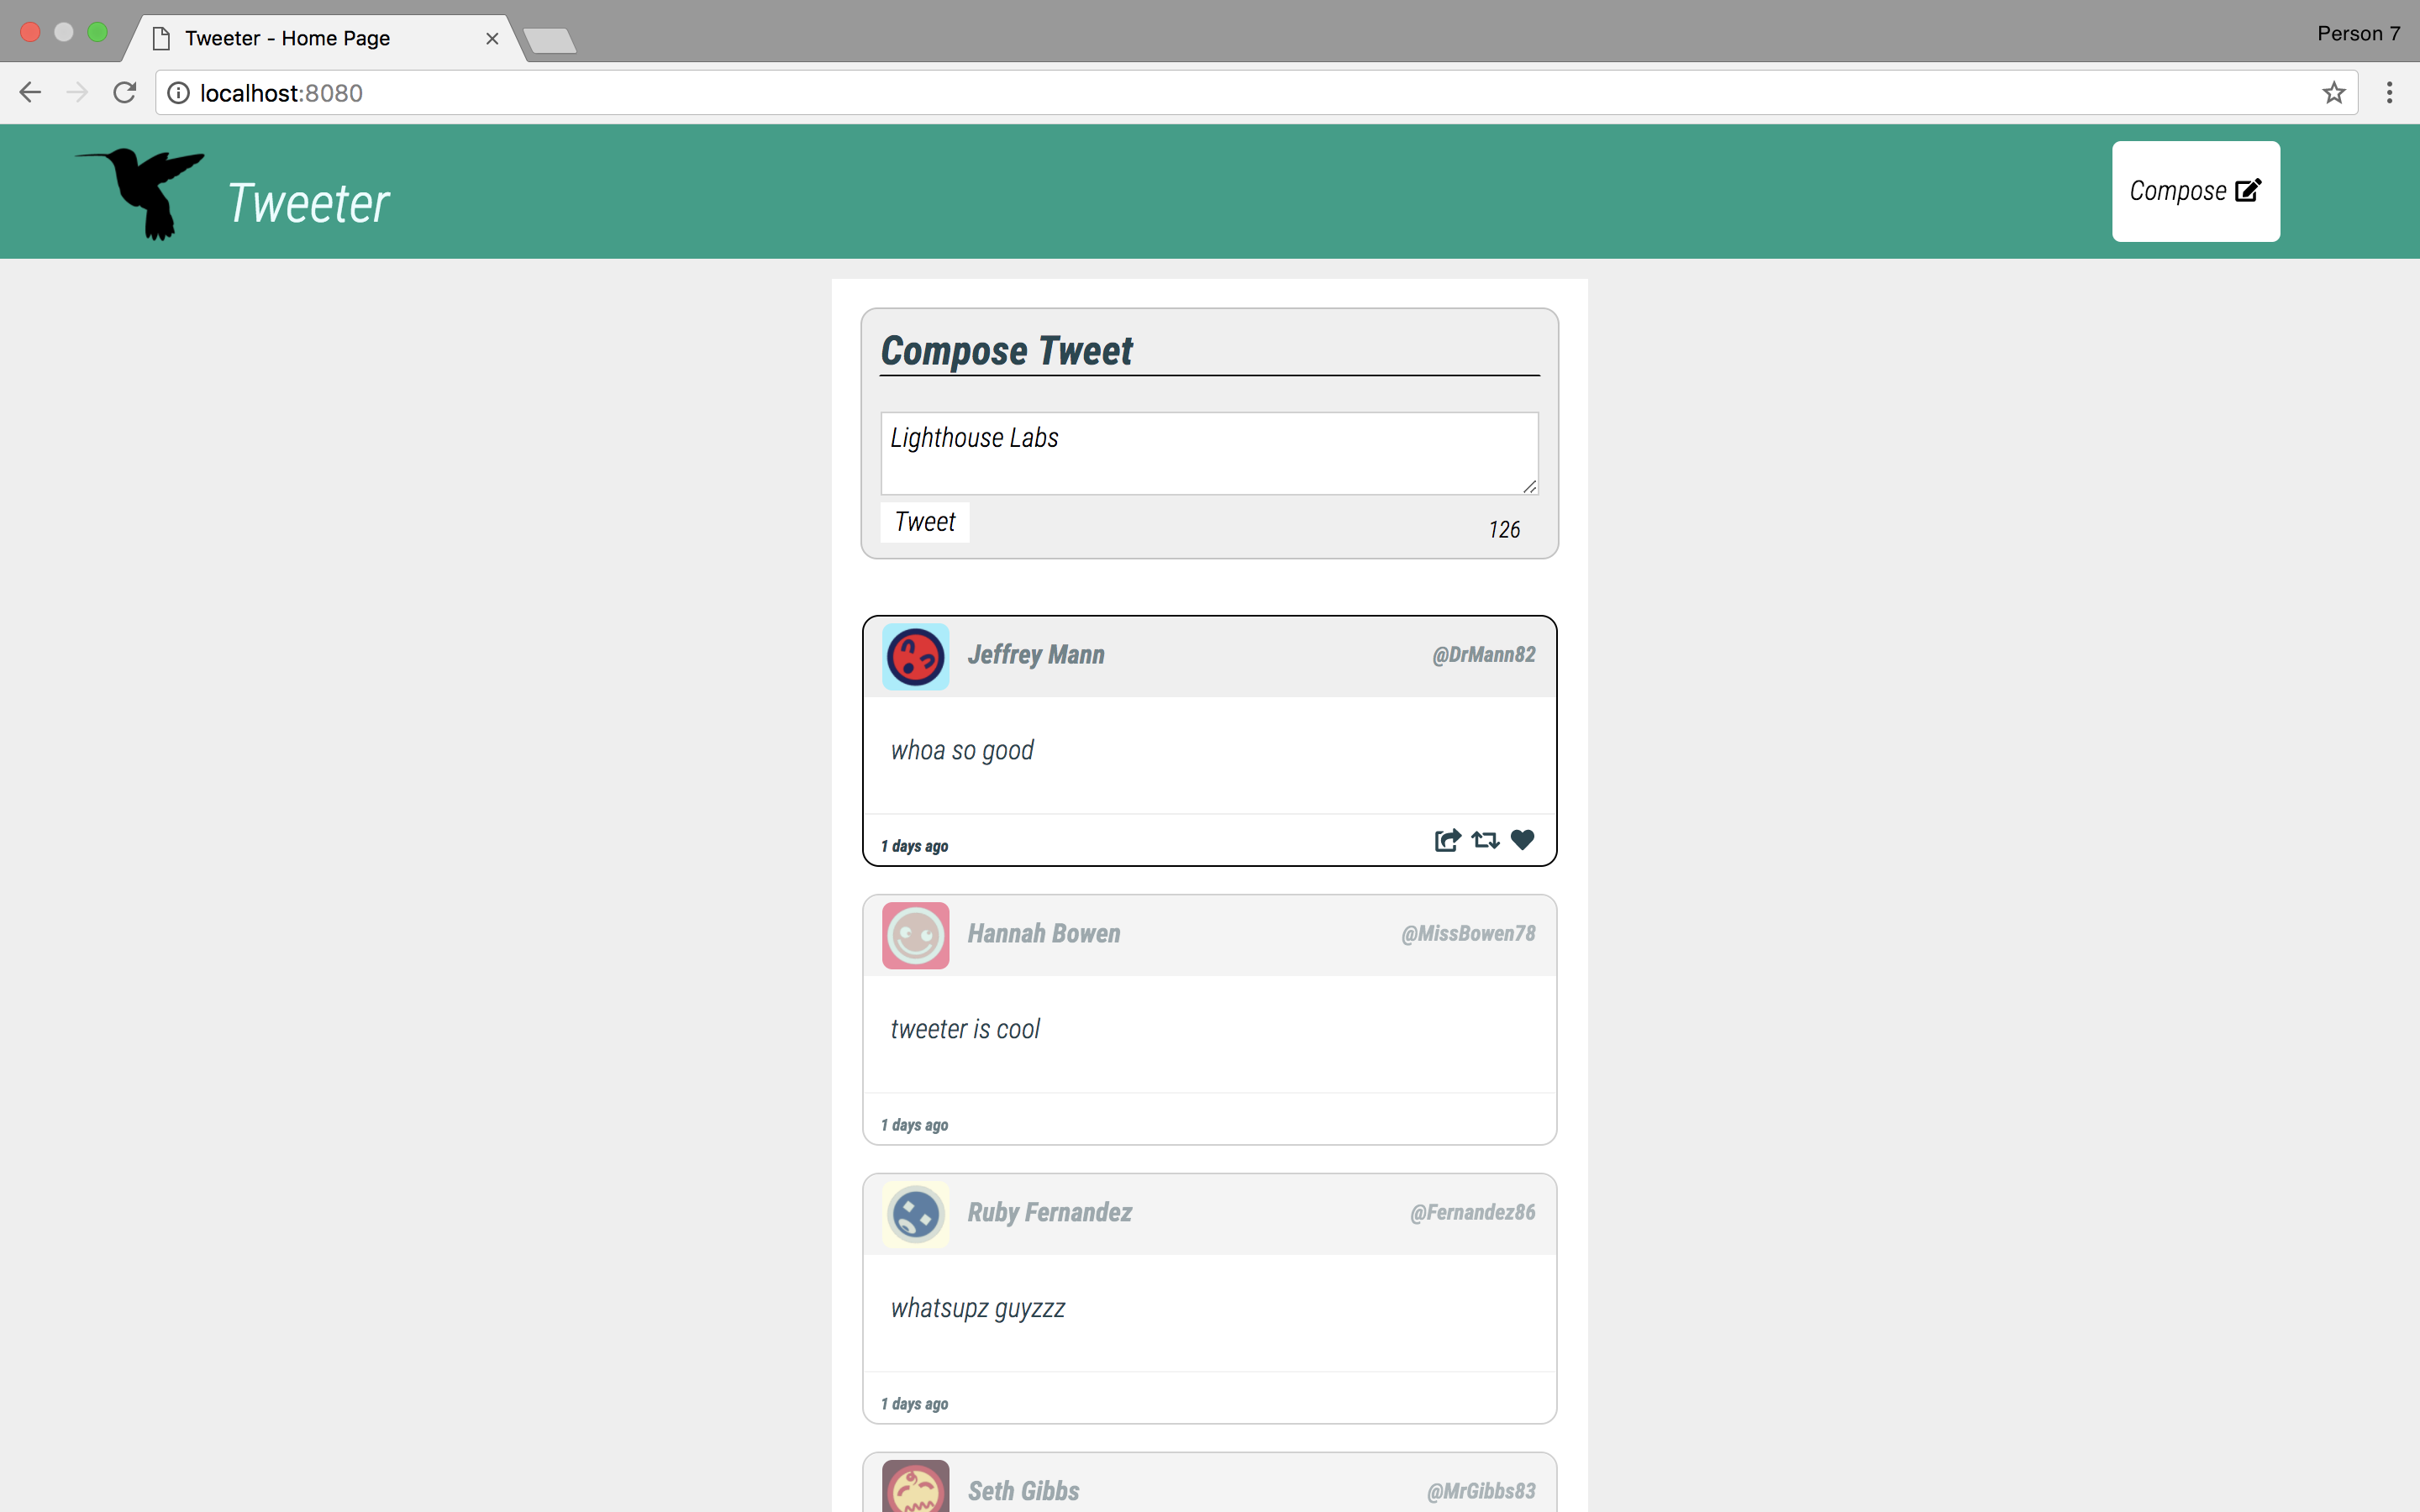 Tweeter - Home Page
Person 7
localhost:8080
Tweeter
Compose
Compose Tweet
Lighthouse Labs
Tweet
126
Jeffrey Mann
@DrMann82
whoa so good
1 days ago
Hannah Bowen
@MissBowen78
tweeter is cool
1 days ago
Ruby Fernandez
@Fernandez86
whatsupz guyzzz
1 days ago
Seth Gibbs
@MrGibbs83